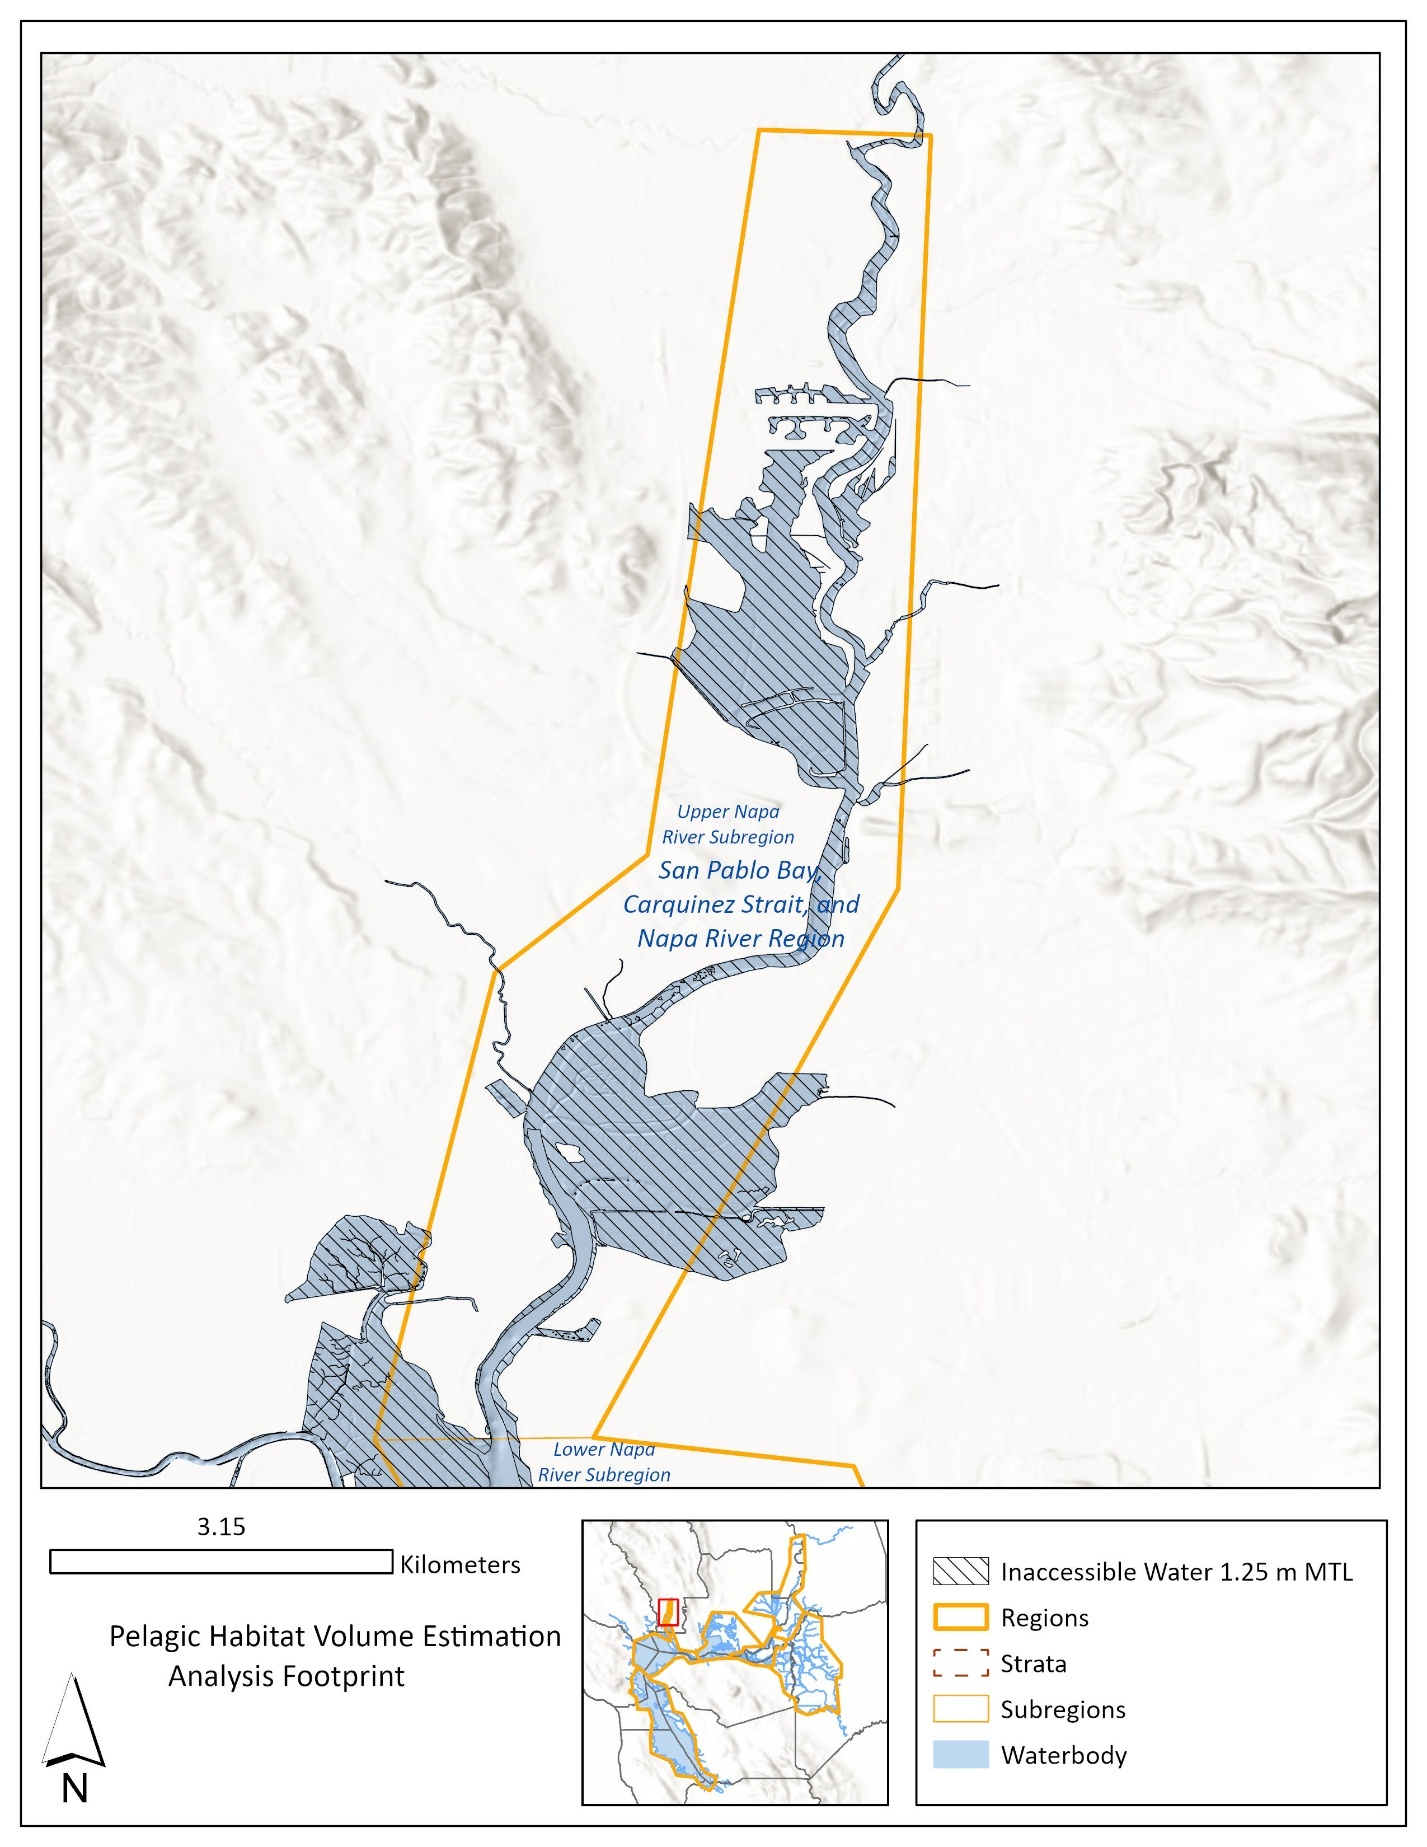 Upper Napa
River Subregion
San Pablo Bay,
Carquinez Strait, and
Napa River Region
Lower Napa
River Subregion
3.15
Kilometers
Pelagic Habitat Volume Estimation
Analysis Footprint
N
Inaccessible Water 1.25 m MTL
Regions
Strata
Subregions
Waterbody